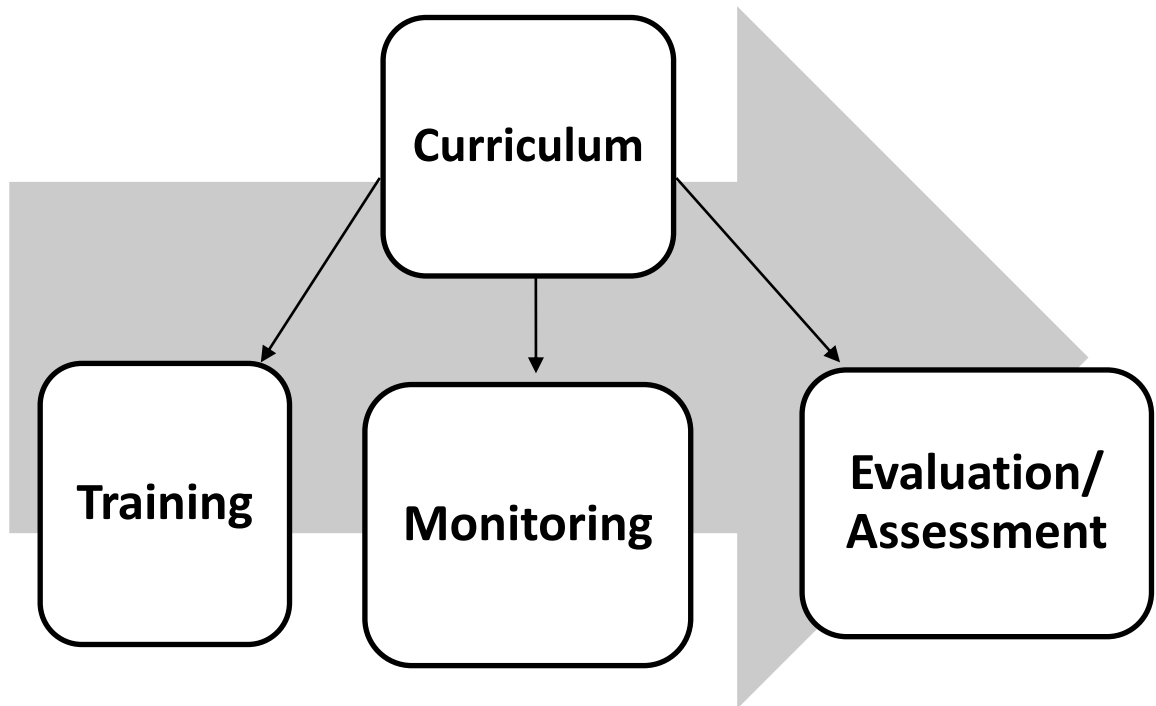 Curriculum
Training
Monitoring
Evaluation/
Assessment